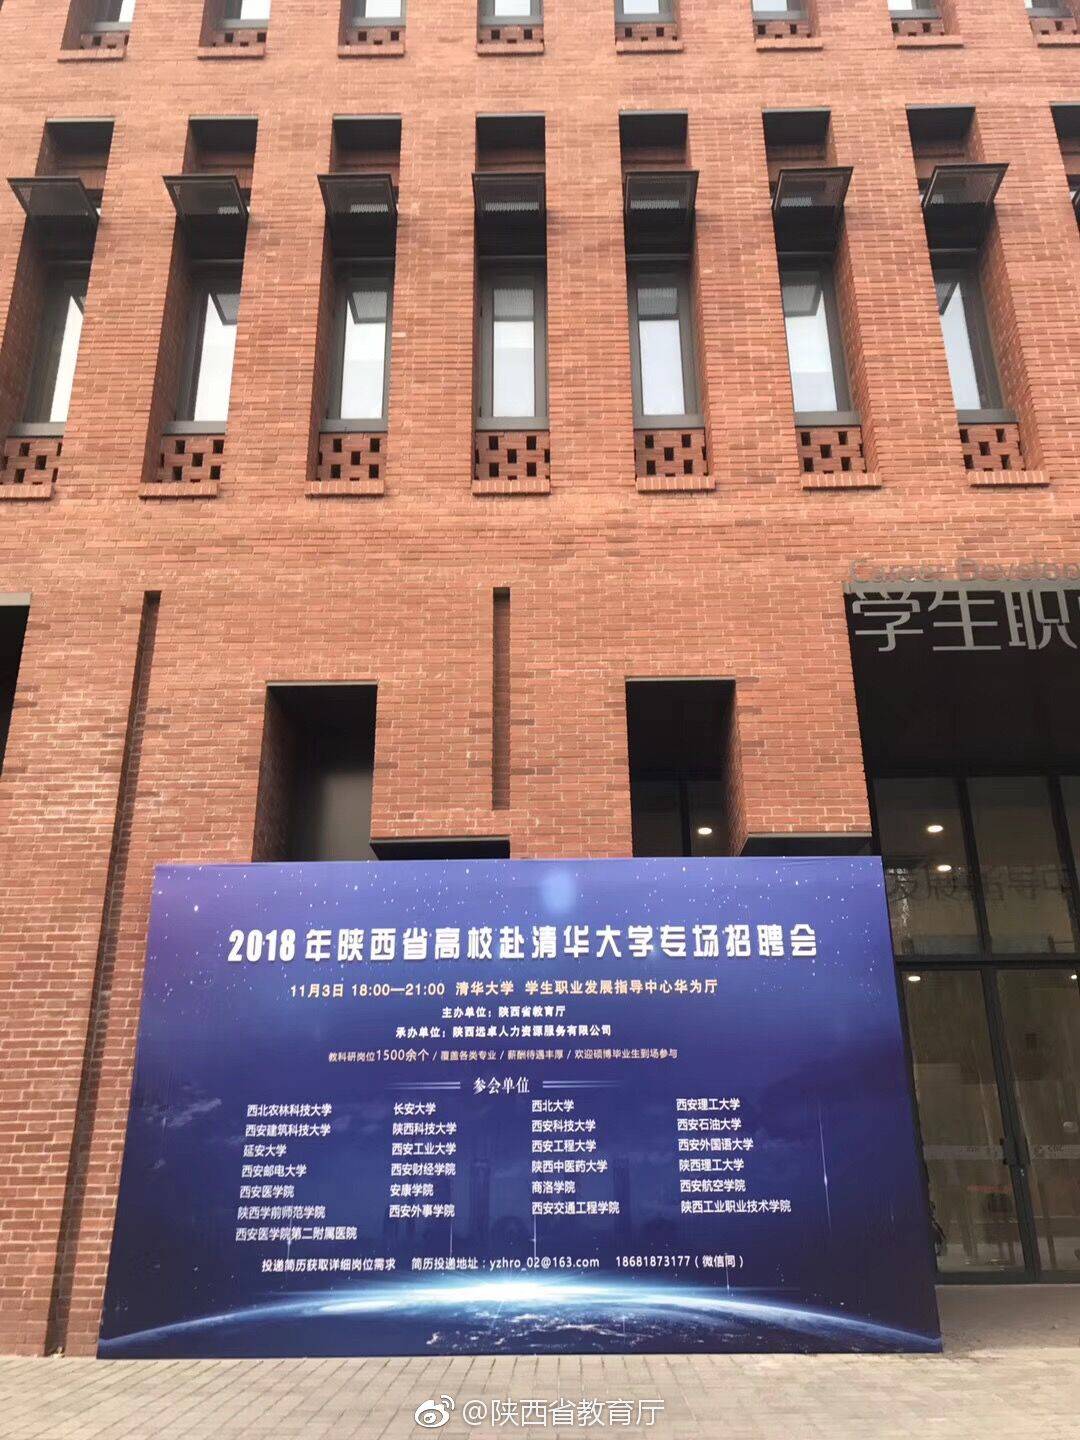 Career Develop
学生职
发展指导中
2018年陕西省高校赴清华大学专场招聘会
11月3日 18:00—21:00 清华大学 学生职业发展指导中心华为厅
主办单位：陕西省教育厅
承办单位：陕西远卓人力资源服务有限公司
教科研岗位1500余个 / 覆盖各类专业 / 薪酬待遇丰厚 / 欢迎硕博毕业生到场参与
参会单位
西北农林科技大学 长安大学 西北大学 西安理工大学
西安建筑科技大学 陕西科技大学 西安科技大学 西安石油大学
延安大学 西安工业大学 西安工程大学 西安外国语大学
西安邮电大学 西安财经学院 陕西中医药大学 陕西理工大学
西安医学院 安康学院 商洛学院 西安航空学院
陕西学前师范学院 西安外事学院 西安交通工程学院 陕西工业职业技术学院
西安医学院第二附属医院
投递简历获取详细岗位需求 简历投递地址：yzhro_02@163.com 18681873177（微信同）
@陕西省教育厅